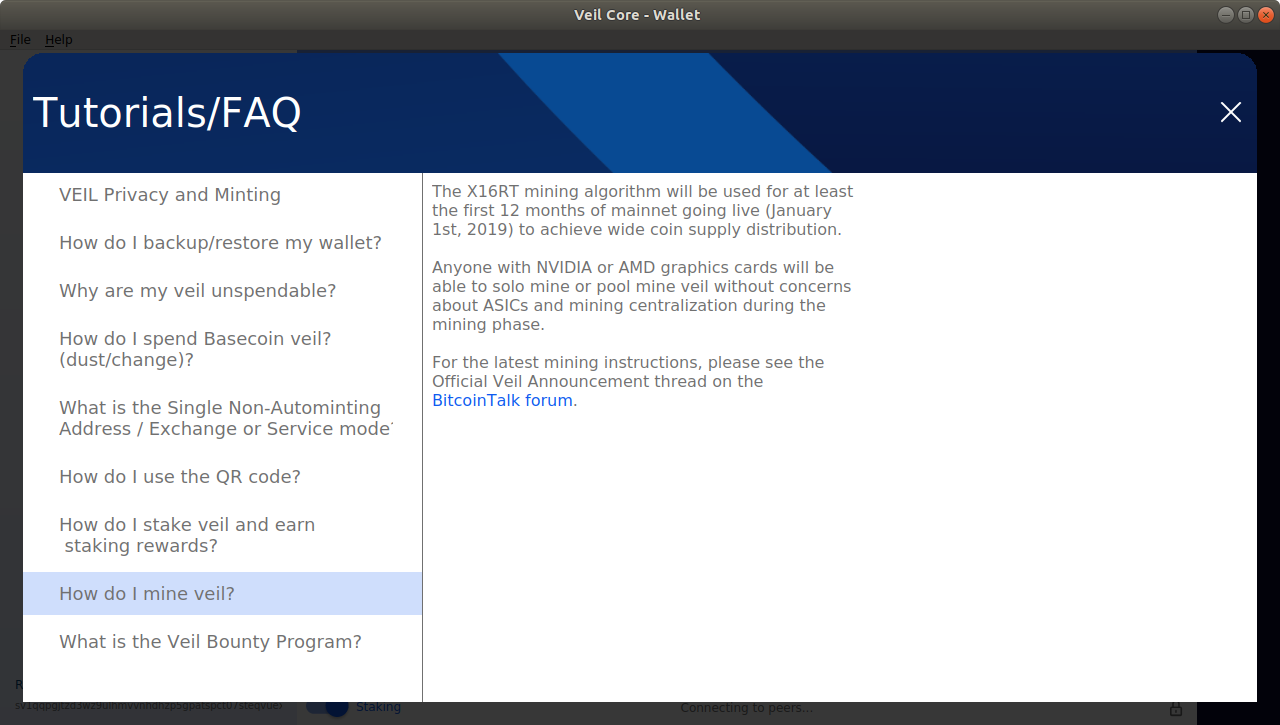 Veil Core - Wallet
File Help
Tutorials/FAQ
VEIL Privacy and Minting
How do I backup/restore my wallet?
Why are my veil unspendable?
How do I spend Basecoin veil?
(dust/change)?
What is the Single Non-Autominting
Address / Exchange or Service mode?
How do I use the QR code?
How do I stake veil and earn
staking rewards?
How do I mine veil?
What is the Veil Bounty Program?
The X16RT mining algorithm will be used for at least
the first 12 months of mainnet going live (January
1st, 2019) to achieve wide coin supply distribution.
Anyone with NVIDIA or AMD graphics cards will be
able to solo mine or pool mine veil without concerns
about ASICs and mining centralization during the
mining phase.
For the latest mining instructions, please see the
Official Veil Announcement thread on the
BitcoinTalk forum.
Staking
Connecting to peers...